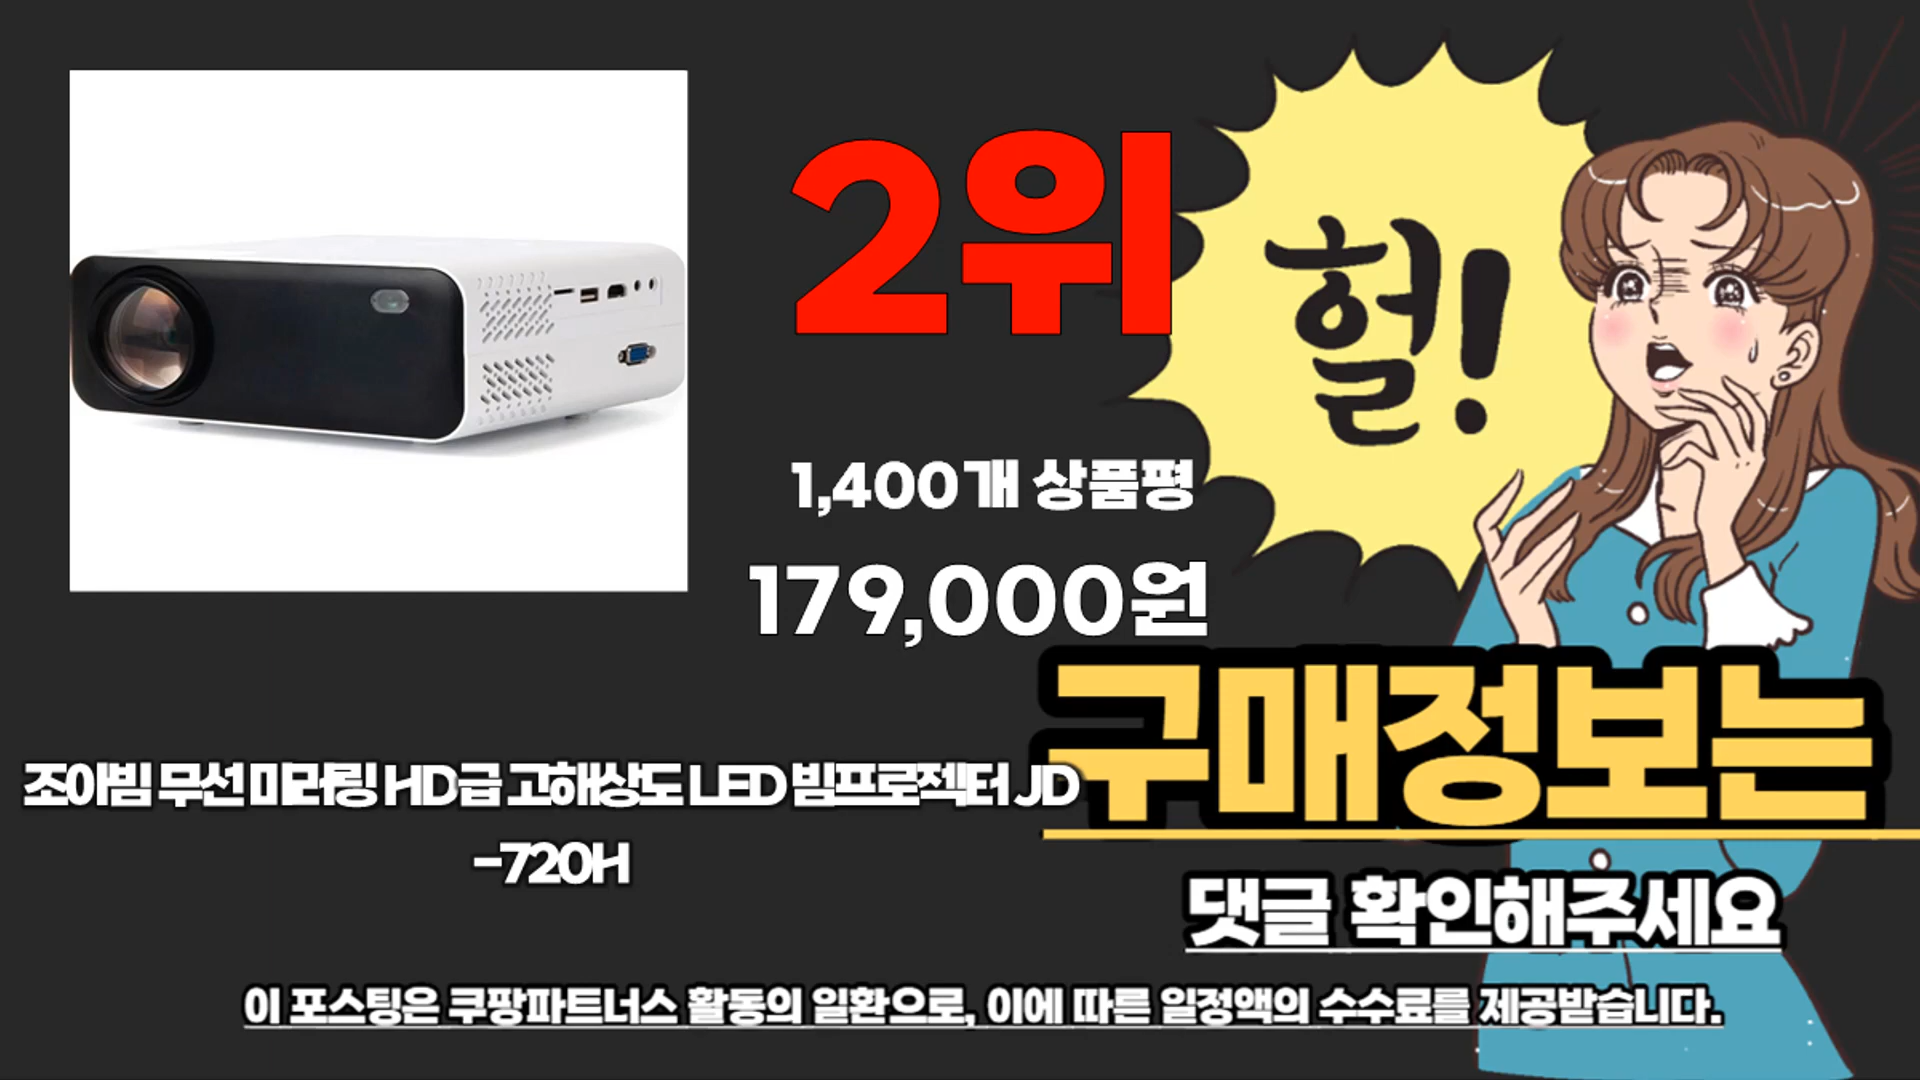 2위
헐!
1,400개 상품평
179,000원
구매정보는
조아빔 무선 미러링 HD급 고해상도 LED 빔프로젝터 JD
-720H
댓글 확인해주세요
이 포스팅은 쿠팡파트너스 활동의 일환으로, 이에 따른 일정액의 수수료를 제공받습니다.